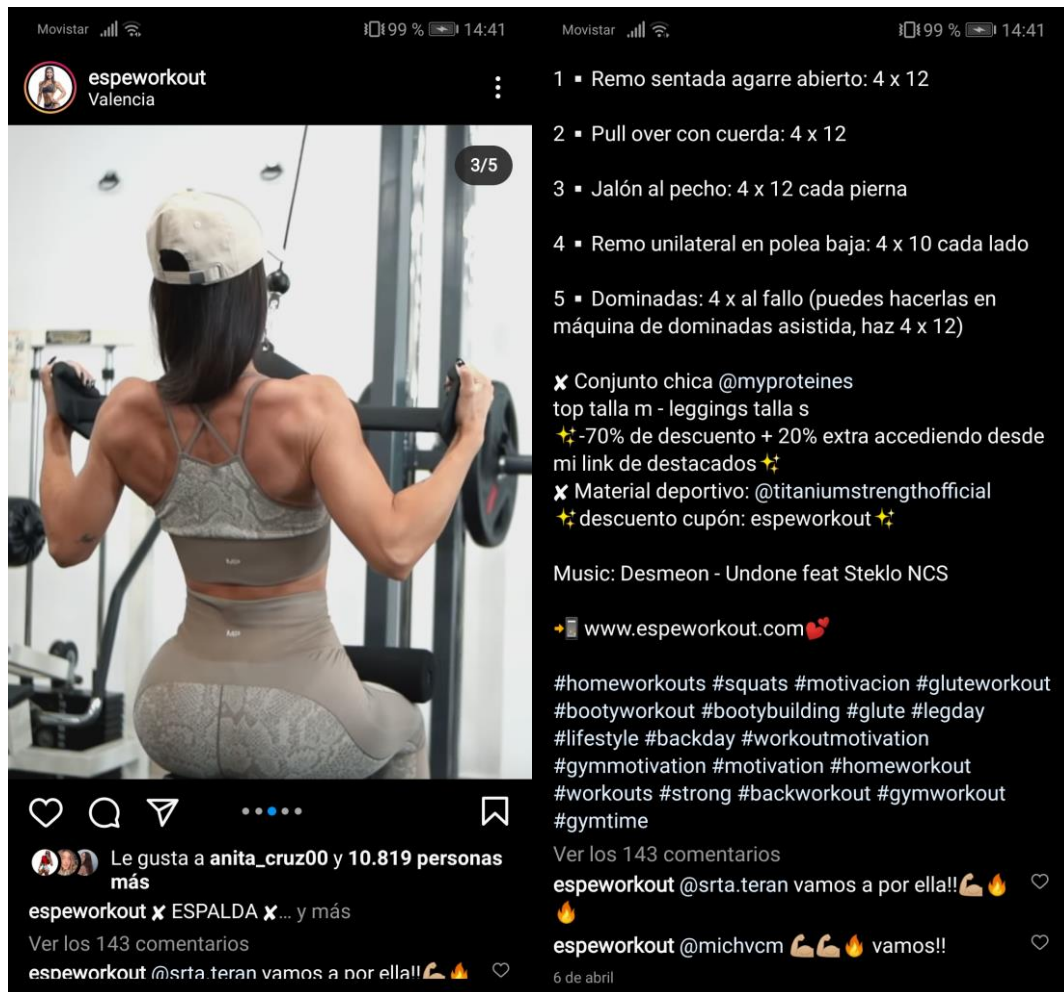 Movistar 99 % 14:41
espeworkout
Valencia
3/5
MP
MP
Le gusta a anita_cruz00 y 10.819 personas
más
espeworkout ✘ ESPALDA ✘... y más
Ver los 143 comentarios
espeworkout @srta.teran vamos a por ella!!💪🏼🔥
Movistar 99 % 14:41
1 ▪ Remo sentada agarre abierto: 4 x 12
2 ▪ Pull over con cuerda: 4 x 12
3 ▪ Jalón al pecho: 4 x 12 cada pierna
4 ▪ Remo unilateral en polea baja: 4 x 10 cada lado
5 ▪ Dominadas: 4 x al fallo (puedes hacerlas en
máquina de dominadas asistida, haz 4 x 12)
✘ Conjunto chica @myproteines
top talla m - leggings talla s
✨-70% de descuento + 20% extra accediendo desde
mi link de destacados✨
✘ Material deportivo: @titaniumstrengthofficial
✨descuento cupón: espeworkout✨
Music: Desmeon - Undone feat Steklo NCS
📲 www.espeworkout.com💕
#homeworkouts #squats #motivacion #gluteworkout
#bootyworkout #bootybuilding #glute #legday
#lifestyle #backday #workoutmotivation
#gymmotivation #motivation #homeworkout
#workouts #strong #backworkout #gymworkout
#gymtime
Ver los 143 comentarios
espeworkout @srta.teran vamos a por ella!!💪🏼🔥
🔥
espeworkout @michvcm 💪🏼💪🏼🔥 vamos!!
6 de abril